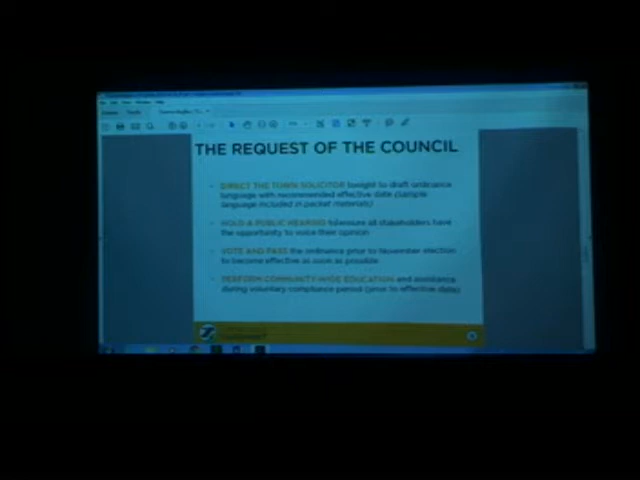 THE REQUEST OF THE COUNCIL
DIRECT THE TOWN SOLICITOR tonight to draft ordinance
language with recommended effective date (sample
language included in packet materials)
HOLD A PUBLIC HEARING to ensure all stakeholders have
the opportunity to voice their opinion
VOTE AND PASS the ordinance prior to November election
to become effective as soon as possible
PERFORM COMMUNITY-WIDE EDUCATION and assistance
during voluntary compliance period (prior to effective date)